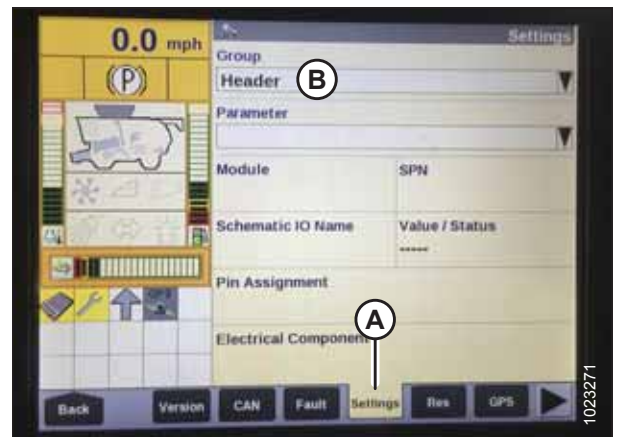 0.0 mph
Settings
(P)
Group
Header
B
Parameter
Module SPN
Schematic IO Name Value / Status
-----
Pin Assignment
A
Electrical Component
Back Version CAN Fault Settings Res GPS
1023271